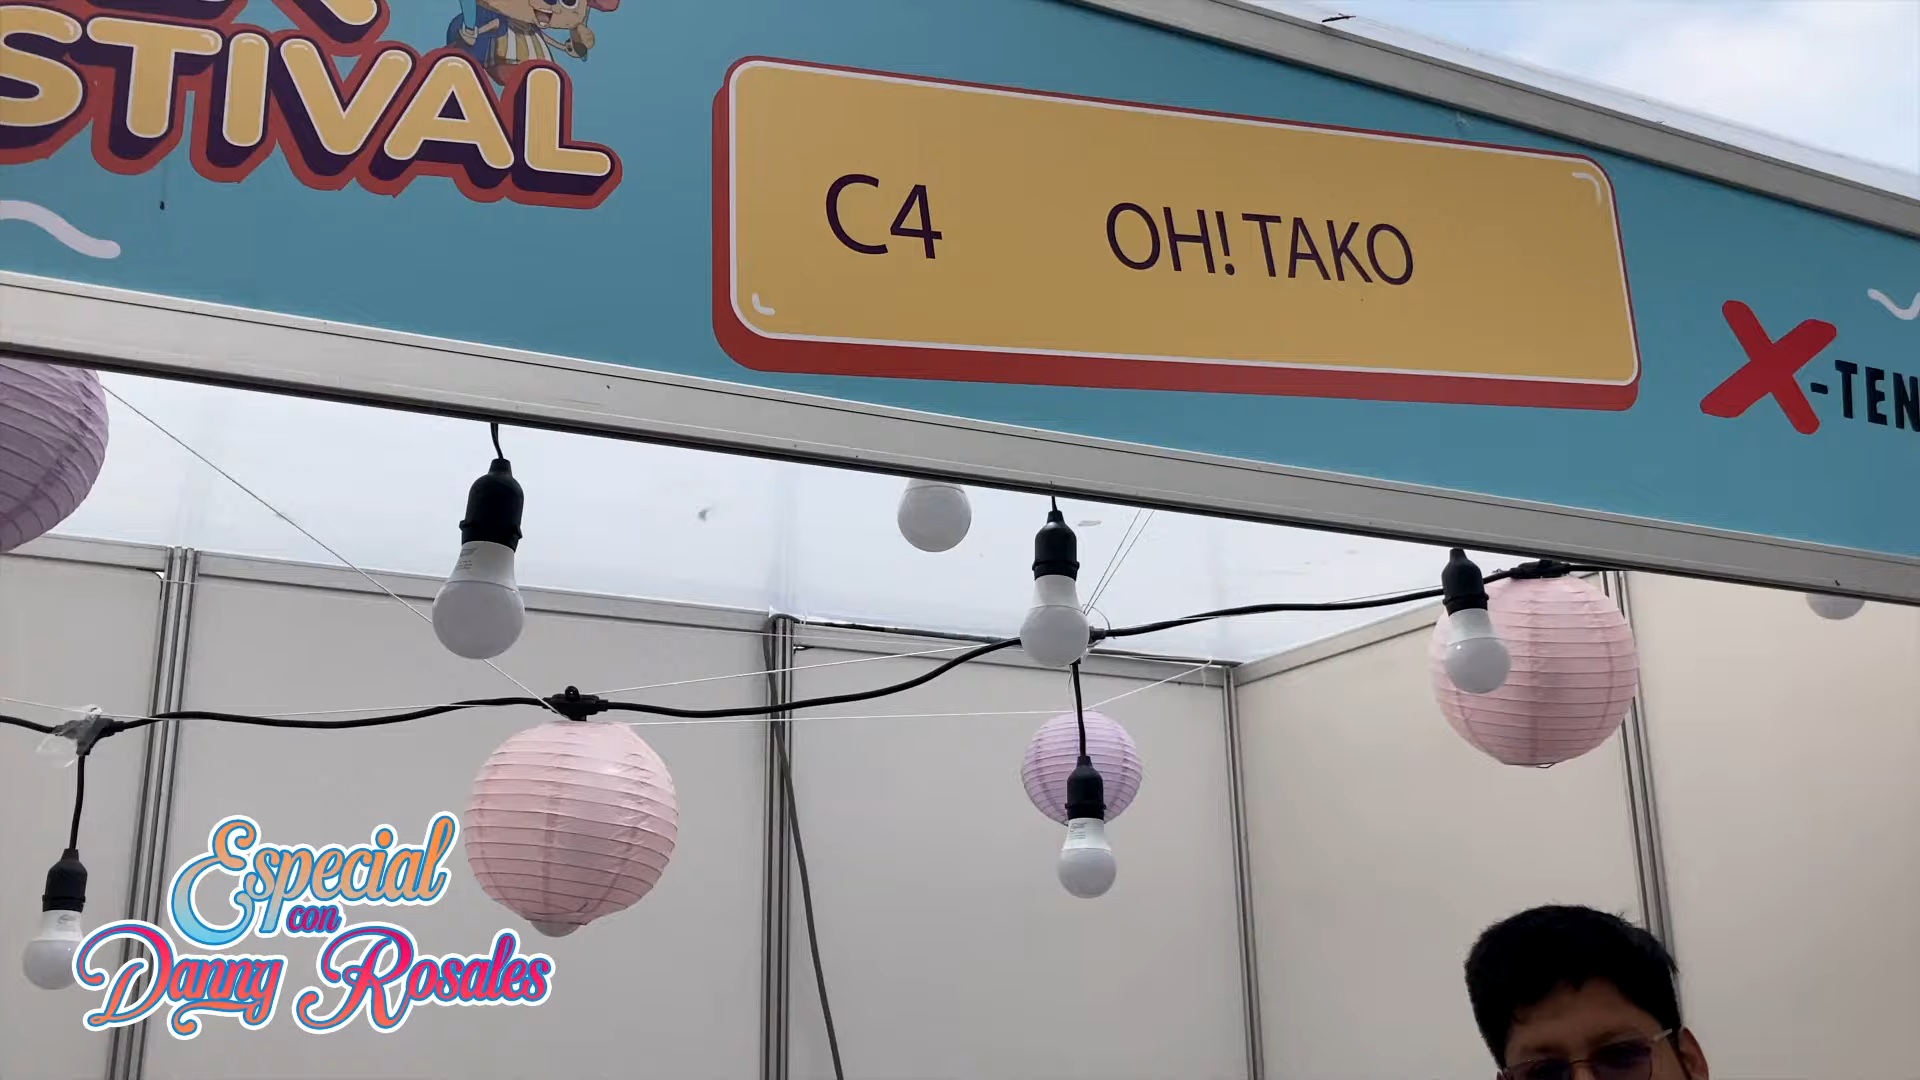 STIVAL
C4 OH! TAKO
X-TEN
Especial
con
Danny Rosales